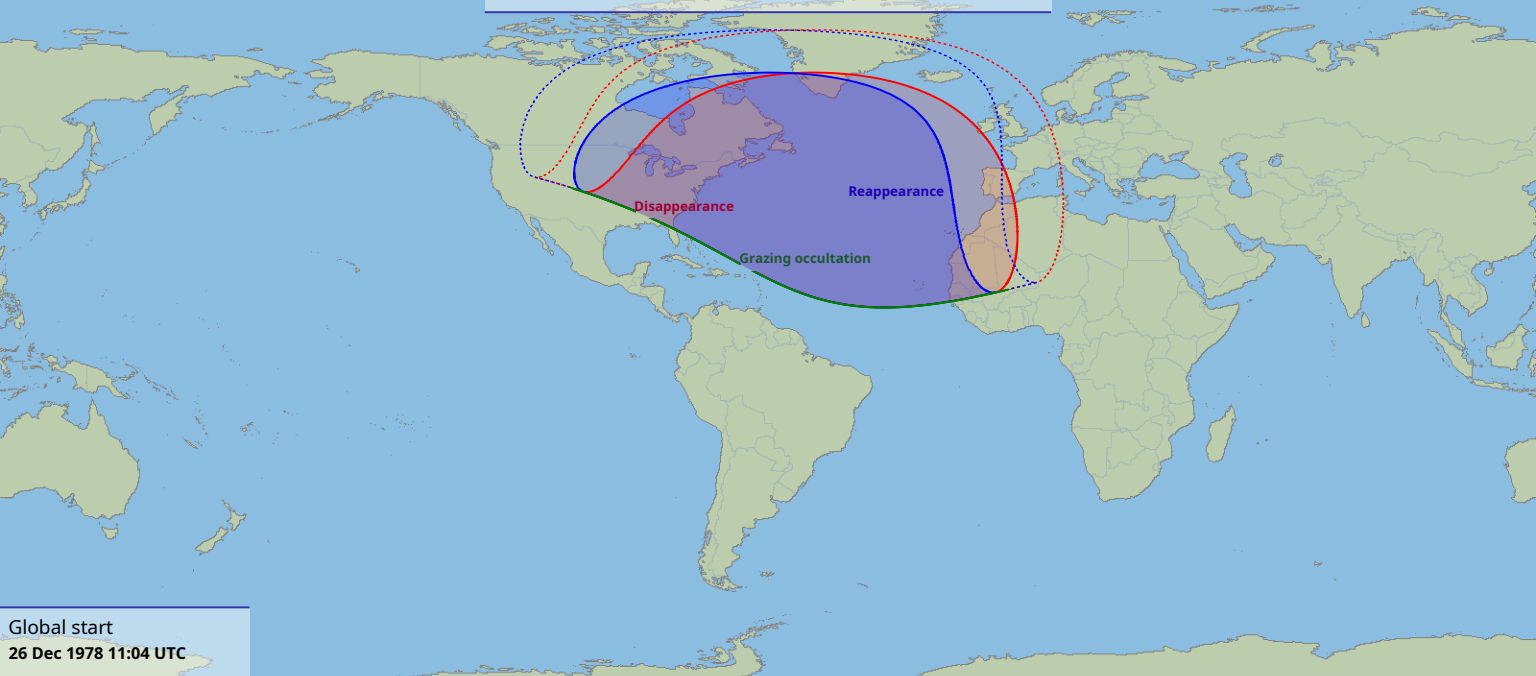 Reappearance
Disappearance
Grazing occultation
Global start
26 Dec 1978 11:04 UTC